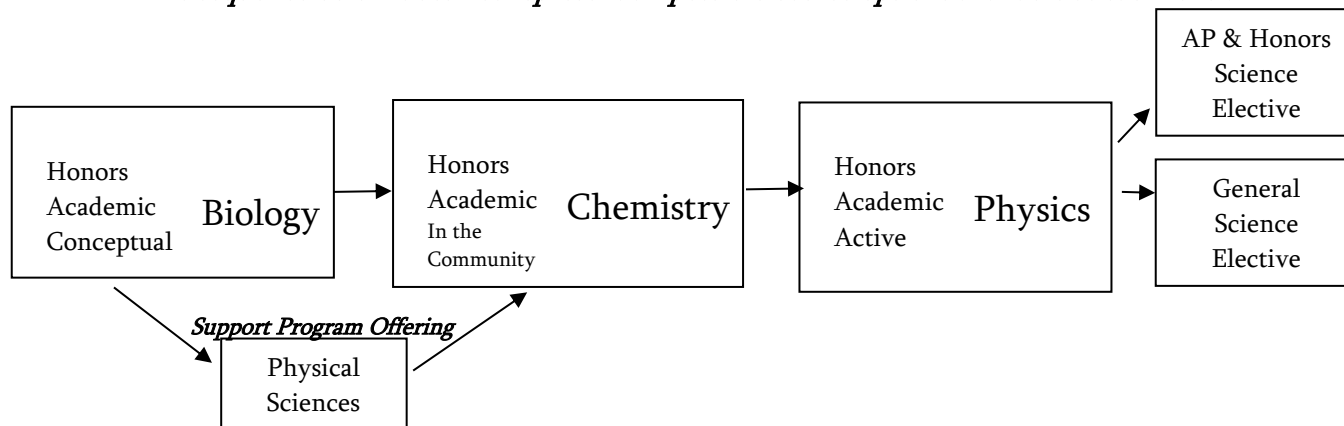 Honors
Academic
Conceptual
Biology
Honors
Academic
In the
Community
Chemistry
Honors
Academic
Active
Physics
AP & Honors
Science
Elective
General
Science
Elective
Support Program Offering
Physical
Sciences